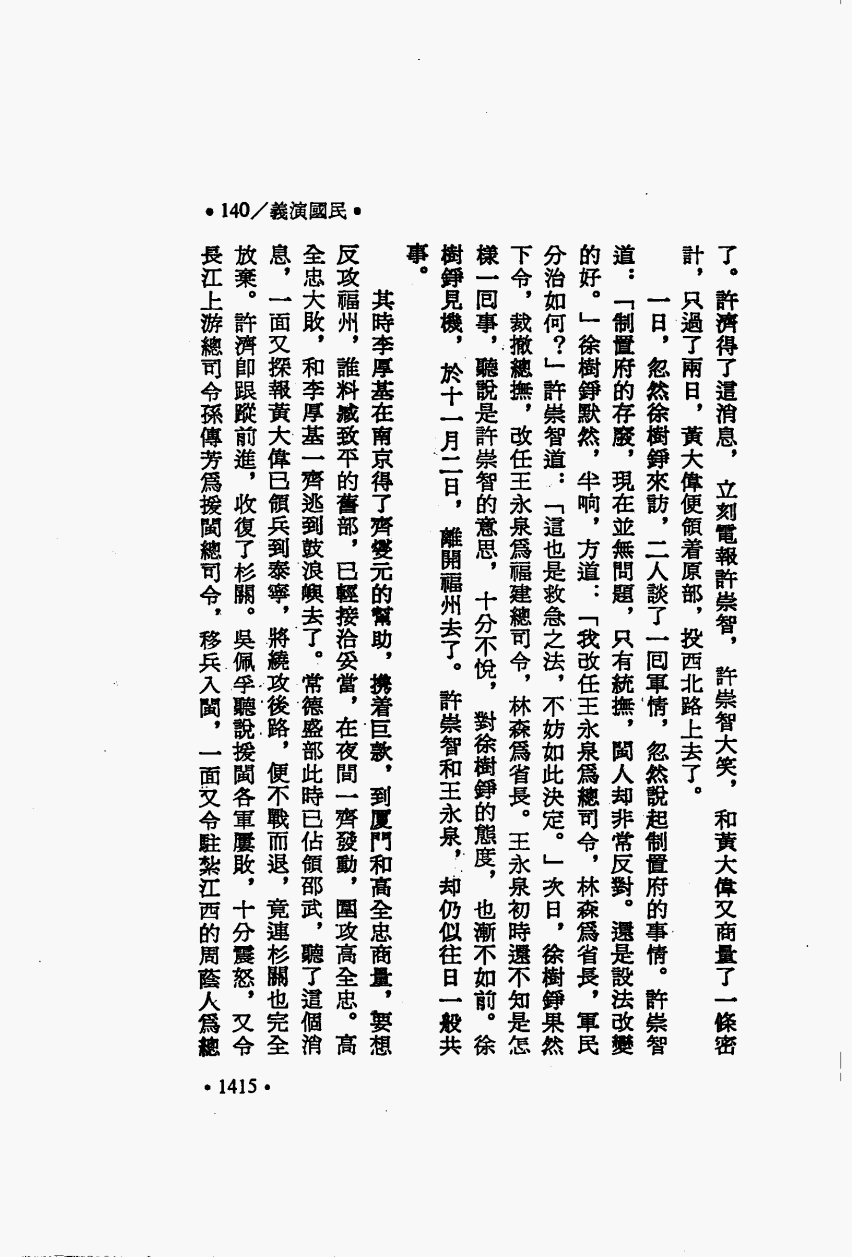 •140／義演國民•
了。許濟得了這消息，立刻電報許崇智，許崇智大笑，和黃大偉又商量了一條密
計，只過了兩日，黃大偉便領着原部，投西北路上去了。
一日，忽然徐樹錚來訪，二人談了一囘軍情，忽然說起制置府的事情。許崇智
道：「制置府的存廢，現在並無問題，只有統撫，閩人却非常反對。還是設法改變
的好。」徐樹錚默然，半晌，方道：「我改任王永泉爲總司令，林森爲省長，軍民
分治如何？」許崇智道：「這也是救急之法，不妨如此決定。」次日，徐樹錚果然
下令，裁撤總撫，改任王永泉爲福建總司令，林森爲省長。王永泉初時還不知是怎
樣一囘事，聽說是許崇智的意思，十分不悅，對徐樹錚的態度，也漸不如前。徐
樹錚見機，於十一月二日，離開福州去了。許崇智和王永泉，却仍似往日一般共
事。
其時李厚基在南京得了齊燮元的幫助，携着巨款，到厦門和高全忠商量，要想
反攻福州，誰料臧致平的舊部，已輕接洽妥當，在夜間一齊發動，圍攻高全忠。高
全忠大敗，和李厚基一齊逃到鼓浪嶼去了。常德盛部此時已佔領邵武，聽了這個消
息，一面又探報黃大偉已領兵到泰寧，將繞攻後路，便不戰而退，竟連杉關也完全
放棄。許濟卽跟蹤前進，收復了杉關。吳佩孚聽說援閩各軍屢敗，十分震怒，又令
長江上游總司令孫傳芳爲援閩總司令，移兵入閩，一面又令駐紮江西的周蔭人爲總
•1415•